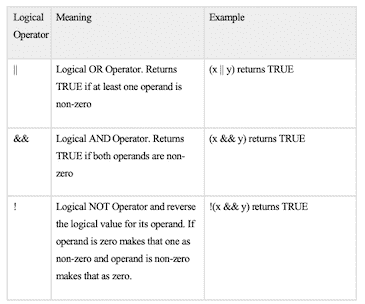 Logical Meaning Example
Operator
|| Logical OR Operator. Returns (x || y) returns TRUE
TRUE if at least one operand is
non-zero
&& Logical AND Operator. Returns (x && y) returns TRUE
TRUE if both operands are non-
zero
! Logical NOT Operator and reverse !(x && y) returns TRUE
the logical value for its operand. If
operand is zero makes that one as
non-zero and operand is non-zero
makes that as zero.